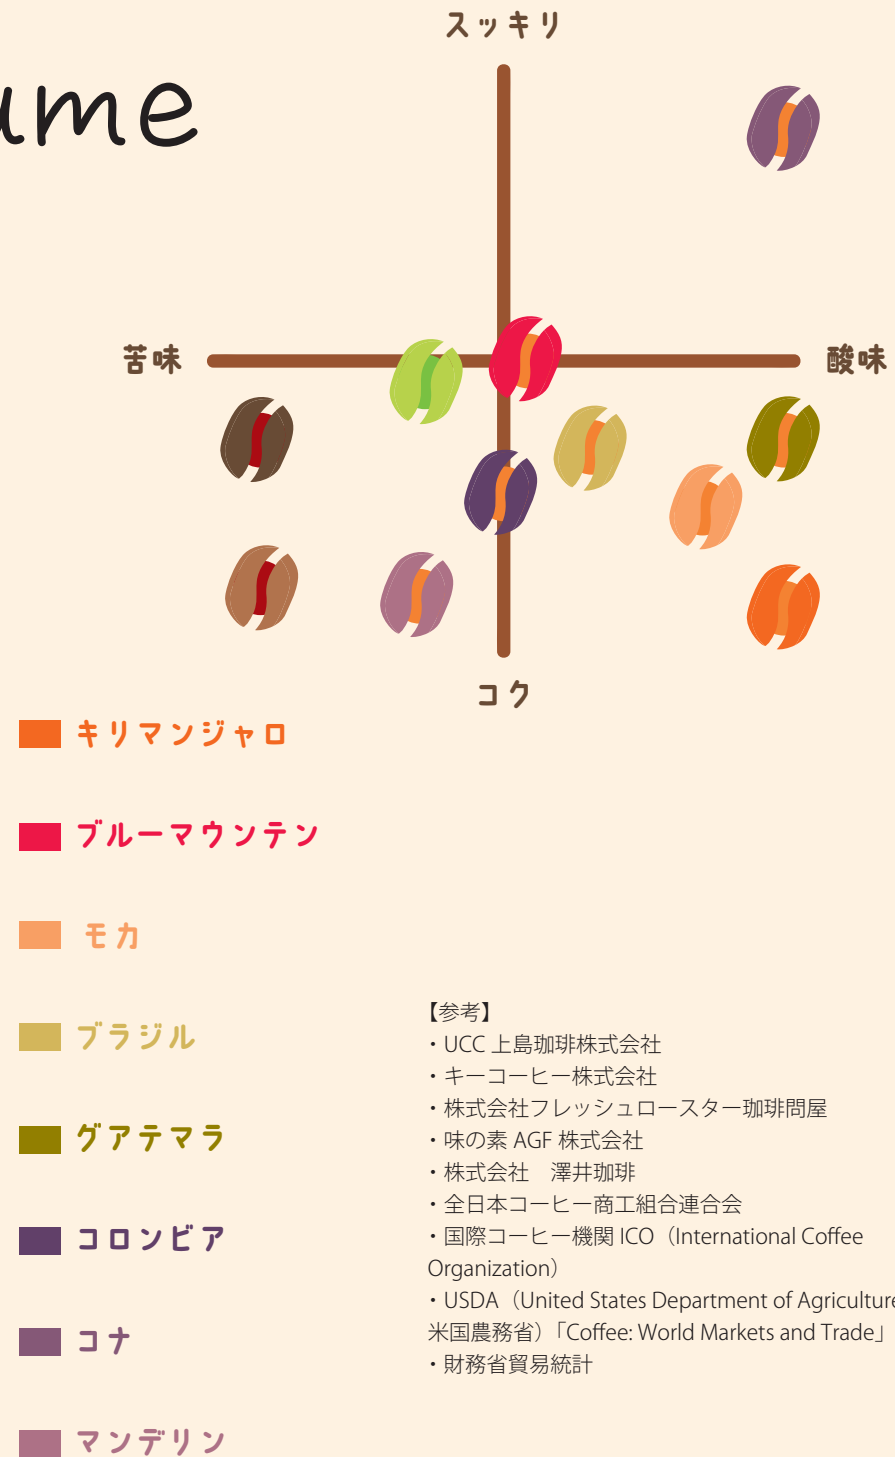 スッキリ
ume
苦味
酸味
コク
キリマンジャロ
ブルーマウンテン
モカ
ブラジル
グアテマラ
コロンビア
コナ
マンデリン
【参考】
・UCC 上島珈琲株式会社
・キーコーヒー株式会社
・株式会社フレッシュロースター珈琲問屋
・味の素 AGF 株式会社
・株式会社　澤井珈琲
・全日本コーヒー商工組合連合会
・国際コーヒー機関 ICO（International Coffee
Organization）
・USDA（United States Department of Agriculture
米国農務省）「Coffee: World Markets and Trade」
・財務省貿易統計